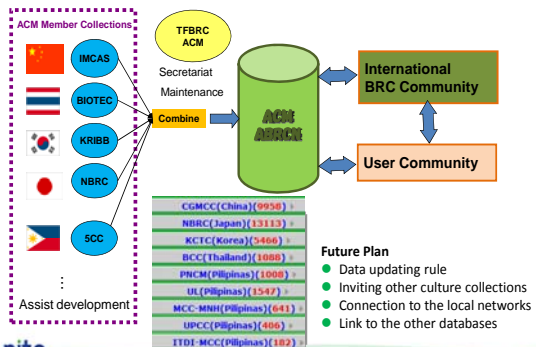 ACM Member Collections
IMCAS
BIOTEC
KRIBB
NBRC
5CC
⋮
Assist development
TFBRC
ACM
Secretariat
Maintenance
Combine
ACM
ABRCN
International
BRC Community
User Community
CGMCC(China)(9958)
NBRC(Japan)(13113)
KCTC(Korea)(5466)
BCC(Thailand)(1088)
PNCM(Pilipinas)(1008)
UL(Pilipinas)(1547)
MCC-MNH(Pilipinas)(641)
UPCC(Pilipinas)(406)
ITDI-MCC(Pilipinas)(182)
Future Plan
● Data updating rule
● Inviting other culture collections
● Connection to the local networks
● Link to the other databases
nite